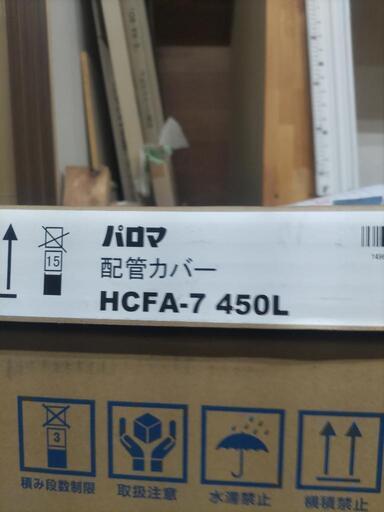 パロマ
15
配管カバー
HCFA-7 450L
3
積み段数制限
取扱注意
水濡禁止
横積禁止